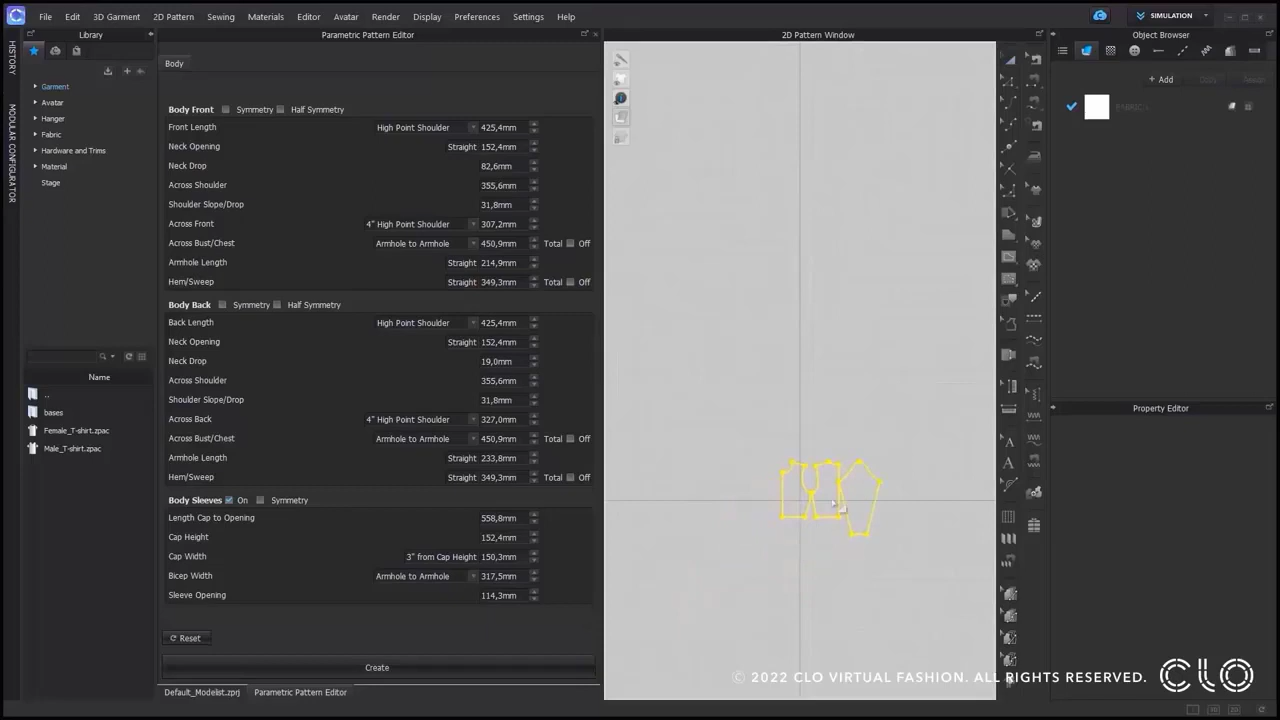 File Edit 3D Garment 2D Pattern Sewing Materials Editor Avatar Render Display Preferences Settings Help
SIMULATION
Library
Parametric Pattern Editor
2D Pattern Window
Object Browser
HISTORY
MODULAR CONFIGURATOR
Body
+ Add
Garment
Avatar
Hanger
Fabric
Hardware and Trims
Material
Stage
Name
..
bases
Female_T-shirt.zpac
Male_T-shirt.zpac
Body Front Symmetry Half Symmetry
Front Length High Point Shoulder 425,4mm
Neck Opening Straight 152,4mm
Neck Drop 82,6mm
Across Shoulder 355,6mm
Shoulder Slope/Drop 31,8mm
Across Front 4" High Point Shoulder 307,2mm
Across Bust/Chest Armhole to Armhole 450,9mm Total Off
Armhole Length Straight 214,9mm
Hem/Sweep Straight 349,3mm Total Off
Body Back Symmetry Half Symmetry
Back Length High Point Shoulder 425,4mm
Neck Opening Straight 152,4mm
Neck Drop 19,0mm
Across Shoulder 355,6mm
Shoulder Slope/Drop 31,8mm
Across Back 4" High Point Shoulder 327,0mm
Across Bust/Chest Armhole to Armhole 450,9mm Total Off
Armhole Length Straight 233,8mm
Hem/Sweep Straight 349,3mm Total Off
Body Sleeves On Symmetry
Length Cap to Opening 558,8mm
Cap Height 152,4mm
Cap Width 3" from Cap Height 150,3mm
Bicep Width Armhole to Armhole 317,5mm
Sleeve Opening 114,3mm
Reset
Create
Default_Modelist.zprj Parametric Pattern Editor
Property Editor
© 2022 CLO VIRTUAL FASHION. ALL RIGHTS RESERVED. CLO